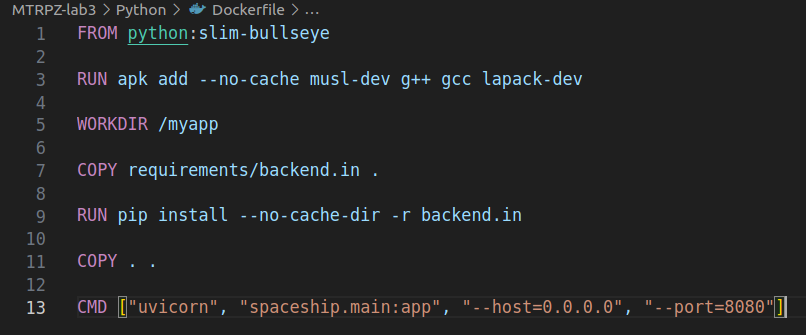 MTRPZ-lab3 > Python > Dockerfile > ...
1 FROM python:slim-bullseye
2
3 RUN apk add --no-cache musl-dev g++ gcc lapack-dev
4
5 WORKDIR /myapp
6
7 COPY requirements/backend.in .
8
9 RUN pip install --no-cache-dir -r backend.in
10
11 COPY . .
12
13 CMD ["uvicorn", "spaceship.main:app", "--host=0.0.0.0", "--port=8080"]